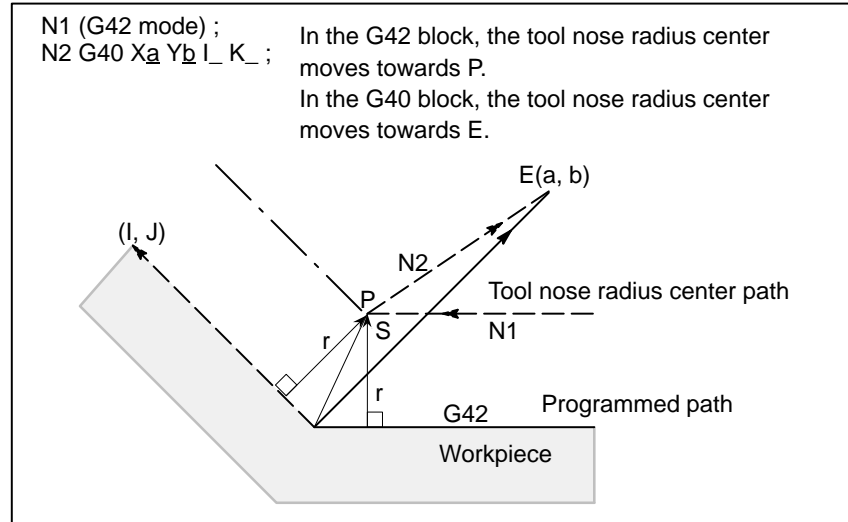 N1 (G42 mode) ;
N2 G40 Xa Yb I_ K_ ;
In the G42 block, the tool nose radius center
moves towards P.
In the G40 block, the tool nose radius center
moves towards E.
E(a, b)
(I, J)
N2
P
Tool nose radius center path
S
N1
r
r
G42
Programmed path
Workpiece